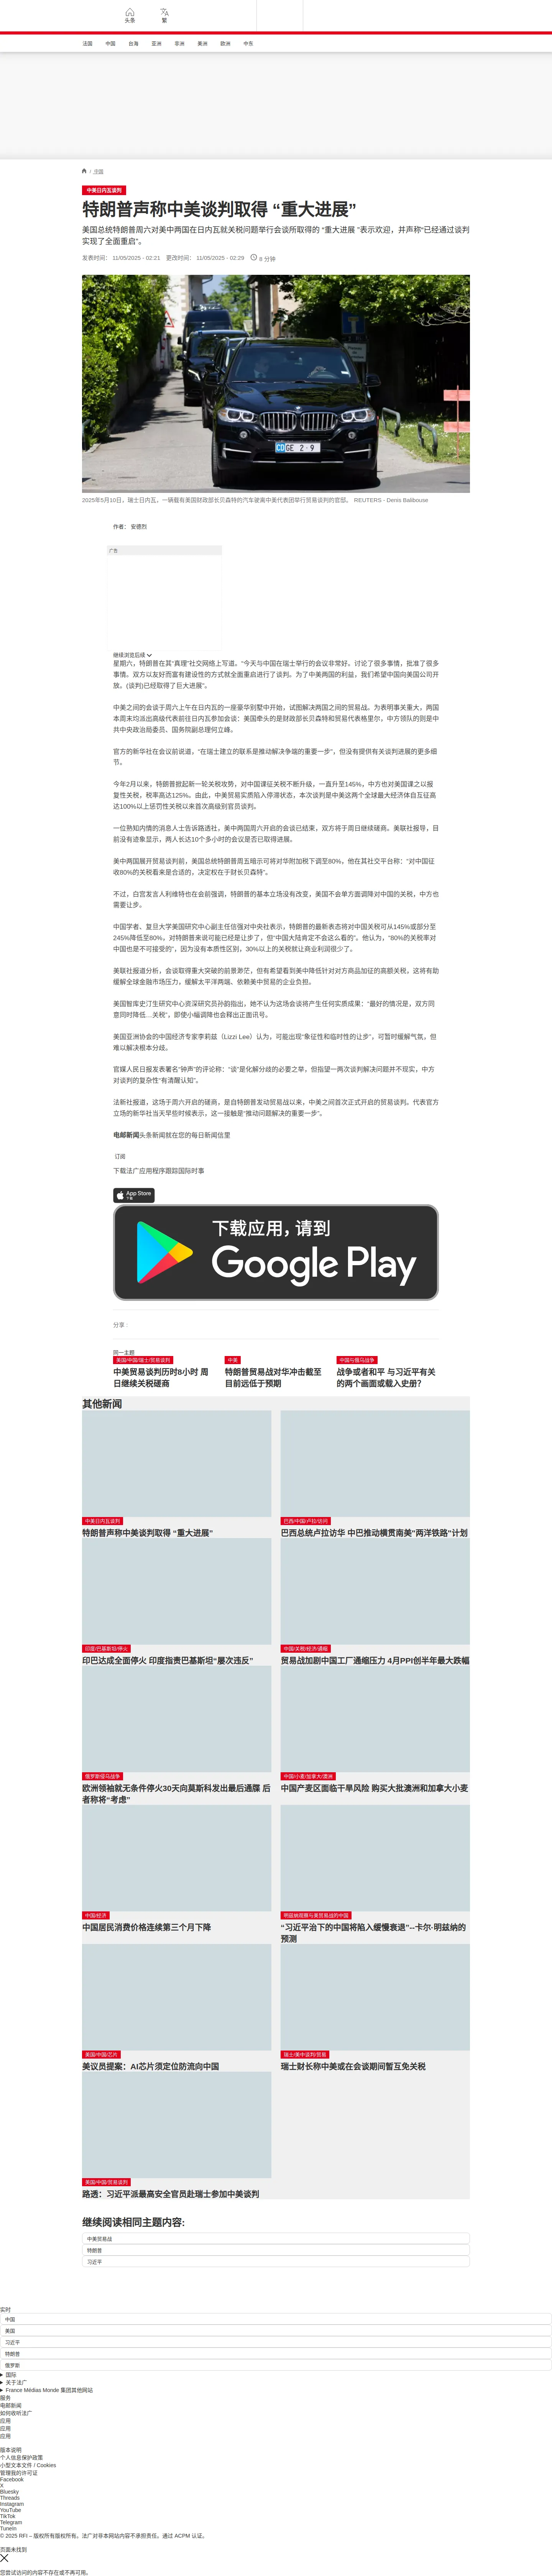 头条
繁
法国
中国
台海
亚洲
非洲
美洲
欧洲
中东
/ 中国
中美日内瓦谈判
特朗普声称中美谈判取得 “重大进展”
美国总统特朗普周六对美中两国在日内瓦就关税问题举行会谈所取得的 “重大进展 ”表示欢迎，并声称“已经通过谈判
实现了全面重启”。
发表时间： 11/05/2025 - 02:21 更改时间： 11/05/2025 - 02:29 8 分钟
GE 2 · 9
2025年5月10日，瑞士日内瓦，一辆载有美国财政部长贝森特的汽车驶离中美代表团举行贸易谈判的官邸。 REUTERS - Denis Balibouse
作者： 安德烈
广告
继续浏览后续
星期六，特朗普在其“真理”社交网络上写道。“今天与中国在瑞士举行的会议非常好。讨论了很多事情，批准了很多
事情。双方以友好而富有建设性的方式就全面重启进行了谈判。为了中美两国的利益，我们希望中国向美国公司开
放。(谈判)已经取得了巨大进展”。
中美之间的会谈于周六上午在日内瓦的一座豪华别墅中开始，试图解决两国之间的贸易战。为表明事关重大，两国
本周末均派出高级代表前往日内瓦参加会谈：美国牵头的是财政部长贝森特和贸易代表格里尔，中方领队的则是中
共中央政治局委员、国务院副总理何立峰。
官方的新华社在会议前说道，“在瑞士建立的联系是推动解决争端的重要一步”，但没有提供有关谈判进展的更多细
节。
今年2月以来，特朗普掀起新一轮关税攻势，对中国课征关税不断升级，一直升至145%，中方也对美国课之以报
复性关税，税率高达125%。由此，中美贸易实质陷入停滞状态，本次谈判是中美这两个全球最大经济体自互征高
达100%以上惩罚性关税以来首次高级别官员谈判。
一位熟知内情的消息人士告诉路透社，美中两国周六开启的会谈已结束，双方将于周日继续磋商。美联社报导，目
前没有迹象显示，两人长达10个多小时的会议是否已取得进展。
美中两国展开贸易谈判前，美国总统特朗普周五暗示可将对华附加税下调至80%，他在其社交平台称：“对中国征
收80%的关税看来是合适的，决定权在于财长贝森特”。
不过，白宫发言人利维特也在会前强调，特朗普的基本立场没有改变，美国不会单方面调降对中国的关税，中方也
需要让步。
中国学者、复旦大学美国研究中心副主任信强对中央社表示，特朗普的最新表态将对中国关税可从145%或部分至
245%降低至80%，对特朗普来说可能已经是让步了，但“中国大陆肯定不会这么看的”。他认为，“80%的关税率对
中国也是不可接受的”，因为没有本质性区别，30%以上的关税就让商业利润很少了。
美联社报道分析，会谈取得重大突破的前景渺茫，但有希望看到美中降低针对对方商品加征的高额关税，这将有助
缓解全球金融市场压力，缓解太平洋两端、依赖美中贸易的企业负担。
美国智库史汀生研究中心资深研究员孙韵指出，她不认为这场会谈将产生任何实质成果：“最好的情况是，双方同
意同时降低…关税”，即使小幅调降也会释出正面讯号。
美国亚洲协会的中国经济专家李莉兹（Lizzi Lee）认为，可能出现“象征性和临时性的让步”，可暂时缓解气氛，但
难以解决根本分歧。
官媒人民日报发表署名“钟声”的评论称：“谈”是化解分歧的必要之举，但指望一两次谈判解决问题并不现实，中方
对谈判的复杂性“有清醒认知”。
法新社报道，这场于周六开启的磋商，是自特朗普发动贸易战以来，中美之间首次正式开启的贸易谈判。代表官方
立场的新华社当天早些时候表示，这一接触是“推动问题解决的重要一步”。
电邮新闻头条新闻就在您的每日新闻信里
订阅
下载法广应用程序跟踪国际时事
App Store
下载
下载应用，请到
Google Play
分享 :
同一主题
美国/中国/瑞士/贸易谈判
中美贸易谈判历时8小时 周
日继续关税磋商
中美
特朗普贸易战对华冲击截至
目前远低于预期
中国与俄乌战争
战争或者和平 与习近平有关
的两个画面或载入史册?
其他新闻
中美日内瓦谈判
特朗普声称中美谈判取得 “重大进展”
巴西/中国/卢拉/访问
巴西总统卢拉访华 中巴推动横贯南美"两洋铁路"计划
印度/巴基斯坦/停火
印巴达成全面停火 印度指责巴基斯坦“屡次违反”
中国/关税/经济/通缩
贸易战加剧中国工厂通缩压力 4月PPI创半年最大跌幅
俄罗斯侵乌战争
欧洲领袖就无条件停火30天向莫斯科发出最后通牒 后
者称将“考虑”
中国/小麦/加拿大/澳洲
中国产麦区面临干旱风险 购买大批澳洲和加拿大小麦
中国/经济
中国居民消费价格连续第三个月下降
明镜纳观察与美贸易战的中国
“习近平治下的中国将陷入缓慢衰退”--卡尔·明兹纳的
预测
美国/中国/芯片
美议员提案：AI芯片须定位防流向中国
瑞士/美中谈判/贸易
瑞士财长称中美或在会谈期间暂互免关税
美国/中国/贸易谈判
路透：习近平派最高安全官员赴瑞士参加中美谈判
继续阅读相同主题内容:
中美贸易战
特朗普
习近平
实时
中国
美国
习近平
特朗普
俄罗斯
国际
关于法广
France Médias Monde 集团其他网站
服务
电邮新闻
如何收听法广
应用
应用
应用
版本说明
个人信息保护政策
小型文本文件 / Cookies
管理我的许可证
Facebook
X
Bluesky
Threads
Instagram
YouTube
TikTok
Telegram
TuneIn
© 2025 RFI – 版权所有版权所有。法广对非本网站内容不承担责任。通过 ACPM 认证。
页面未找到
您尝试访问的内容不存在或不再可用。